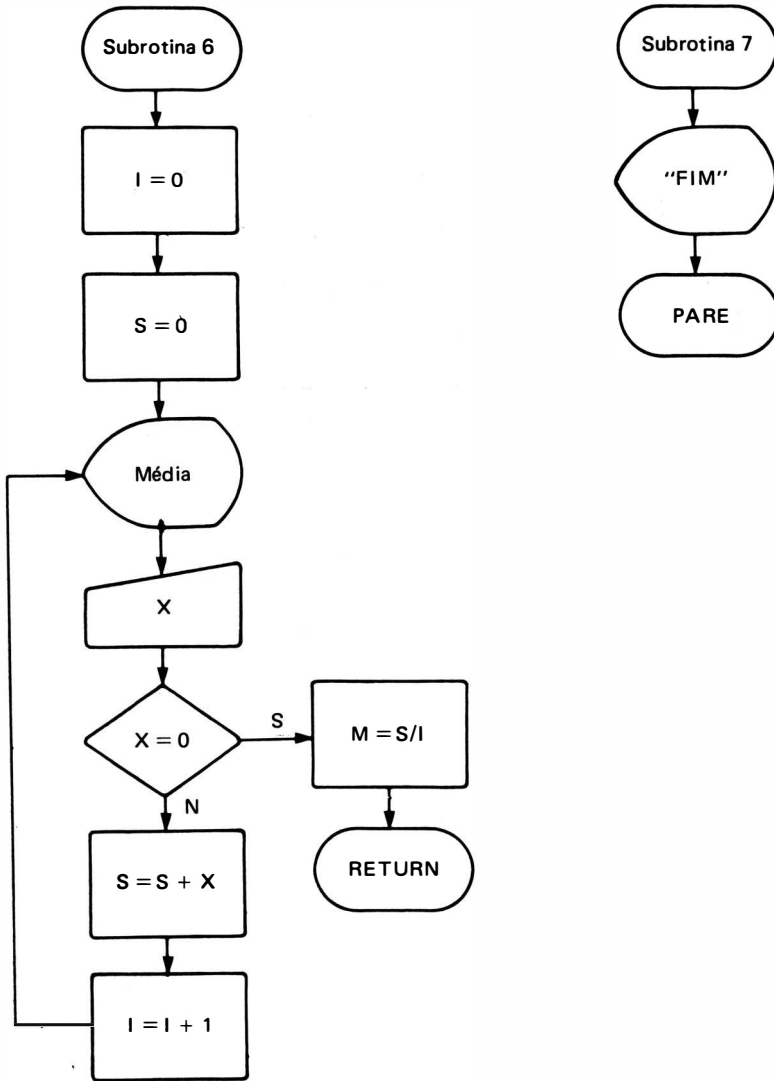 Subrotina 6
I = 0
S = 0
Média
X
X = 0
S
M = S/I
N
RETURN
S = S + X
I = I + 1
Subrotina 7
“FIM”
PARE